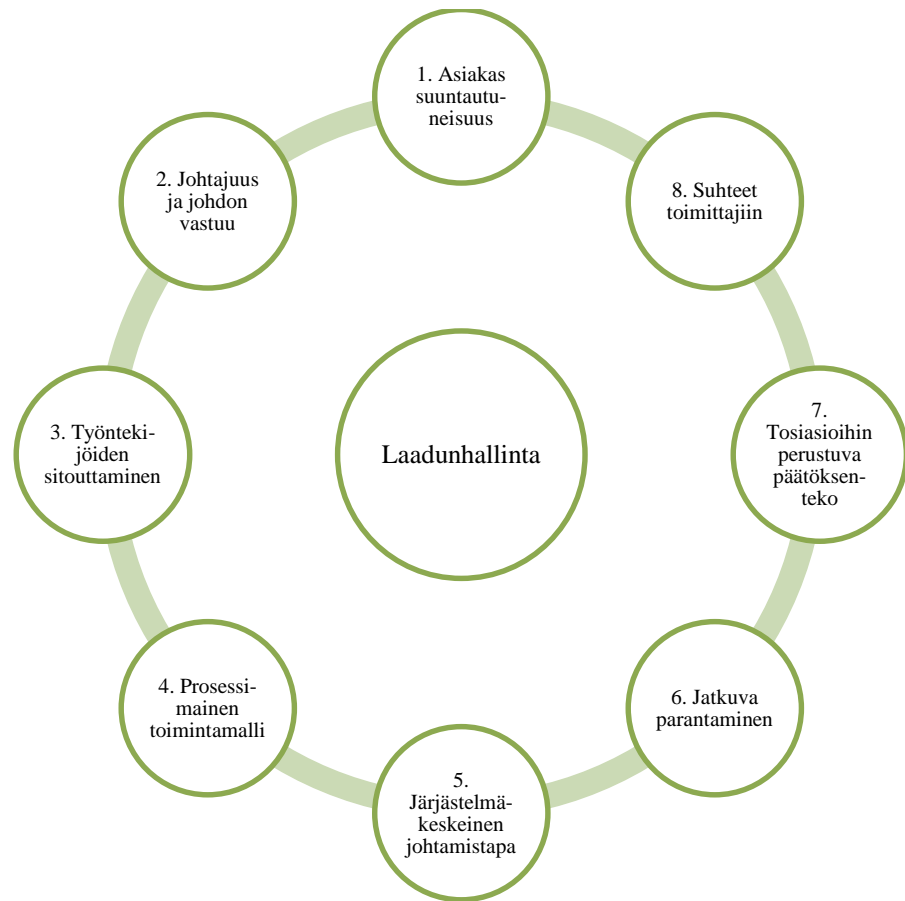 1. Asiakas
suuntautu-
neisuus
2. Johtajuus
ja johdon
vastuu
3. Työnteki-
jöiden
sitouttaminen
4. Prosessi-
mainen
toimintamalli
5.
Järjästelmä-
keskeinen
johtamistapa
6. Jatkuva
parantaminen
7.
Tosiasioihin
perustuva
päätöksen-
teko
8. Suhteet
toimittajiin
Laadunhallinta